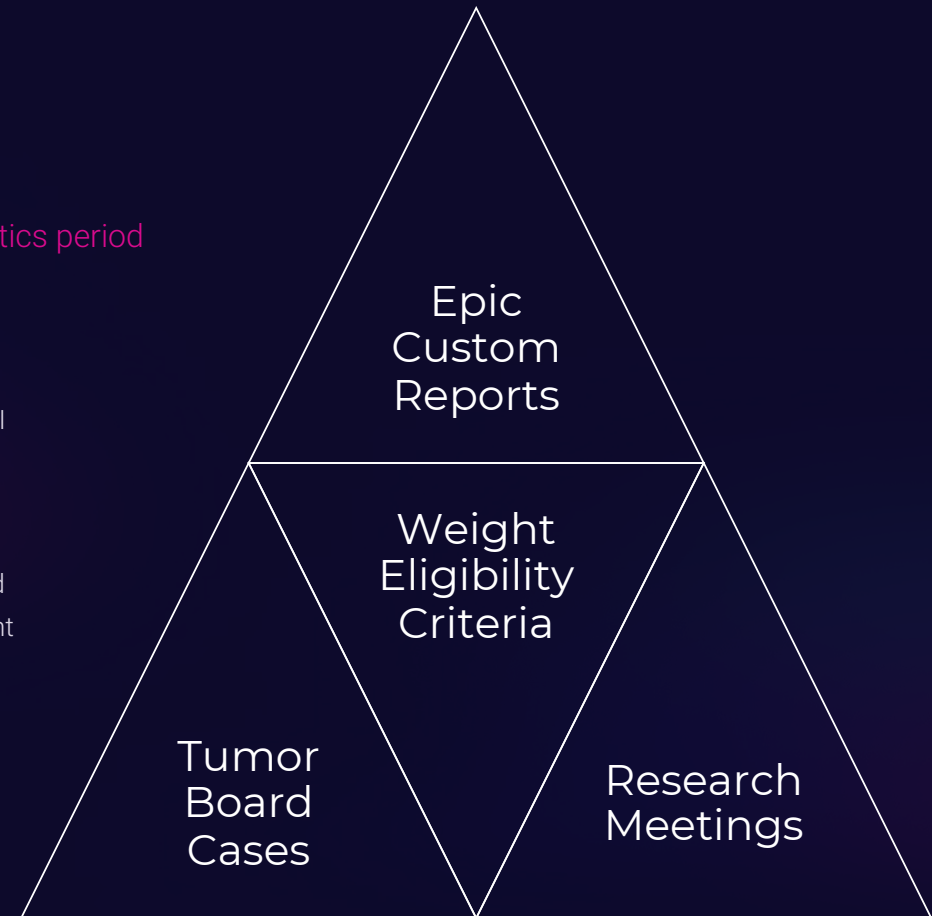 tics period
Epic
Custom
Reports
Weight
Eligibility
Criteria
Tumor
Board
Cases
Research
Meetings